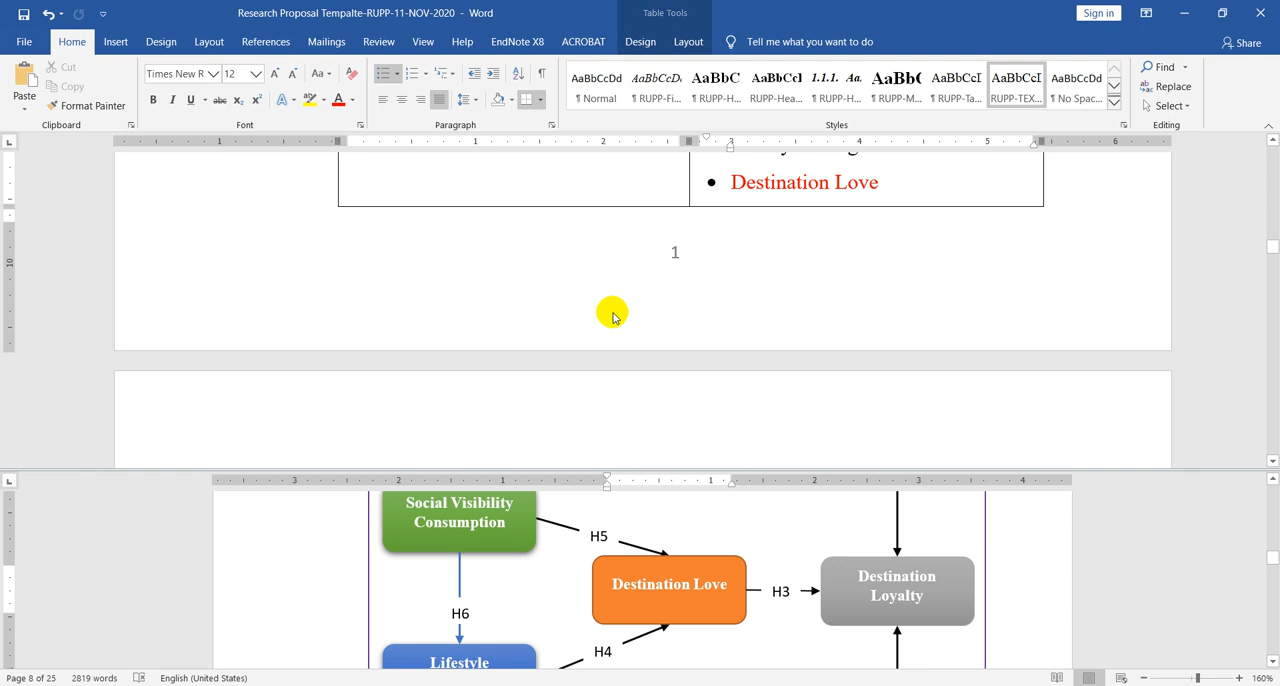 Research Proposal Tempalte-RUPP-11-NOV-2020 - Word
Table Tools
Sign in
File Home Insert Design Layout References Mailings Review View Help EndNote X8 ACROBAT Design Layout Tell me what you want to do Share
Paste
Cut
Copy
Format Painter
Clipboard
Times New R 12
Font
Paragraph
AaBbCcDd AaBbCcD. AaBbC AaBbCcI 1.1.1. Aa. AaBb( AaBbCcI AaBbCcI AaBbCcDd
¶ Normal ¶ RUPP-Fi... ¶ RUPP-H... RUPP-Hea... ¶ RUPP-H... ¶ RUPP-M... ¶ RUPP-Ta... RUPP-TEX... ¶ No Spac...
Styles
Find
Replace
Select
Editing
• Destination Love
1
Social Visibility
Consumption
H5
Destination Love
H3
Destination
Loyalty
H6
H4
Lifestyle
Page 8 of 25 2819 words English (United States) 160%